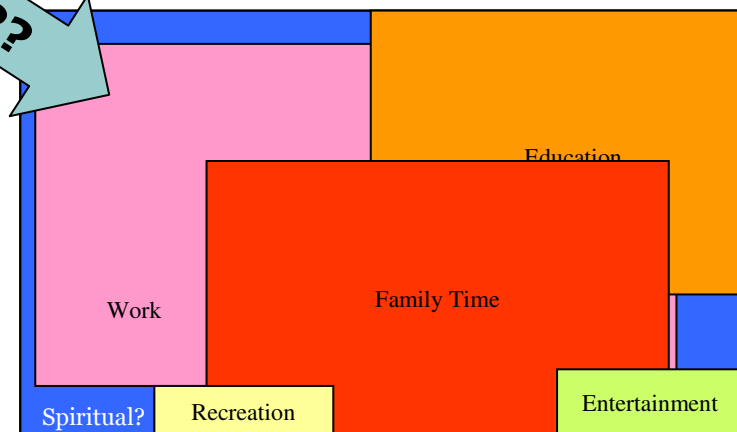 ??
Education
Family Time
Work
Entertainment
Recreation
Spiritual?